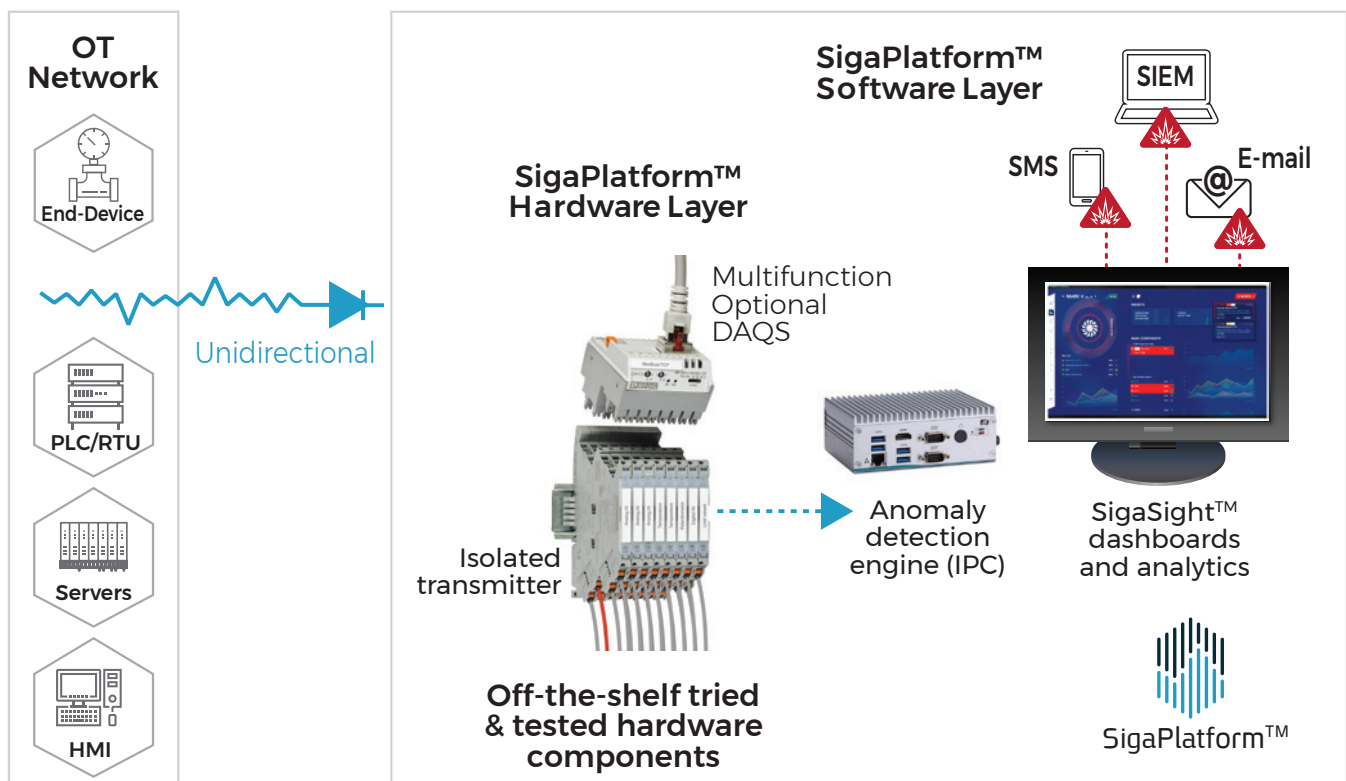 OT
Network
End-Device
Unidirectional
PLC/RTU
Servers
HMI
SigaPlatform™
Hardware Layer
Multifunction
Optional
DAQS
Modbus/TCP
Isolated
transmitter
Off-the-shelf tried
& tested hardware
components
Anomaly
detection
engine (IPC)
SigaPlatform™
Software Layer
SIEM
SMS
@
E-mail
SigaSight™
dashboards
and analytics
SigaPlatform™